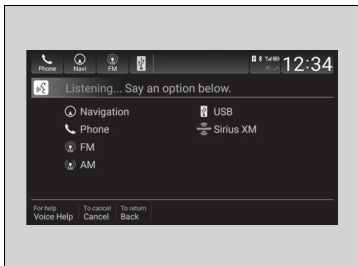 Phone Navi FM 12:34
Listening... Say an option below.
Navigation USB
Phone Sirius XM
FM
AM
For help To cancel To return
Voice Help Cancel Back